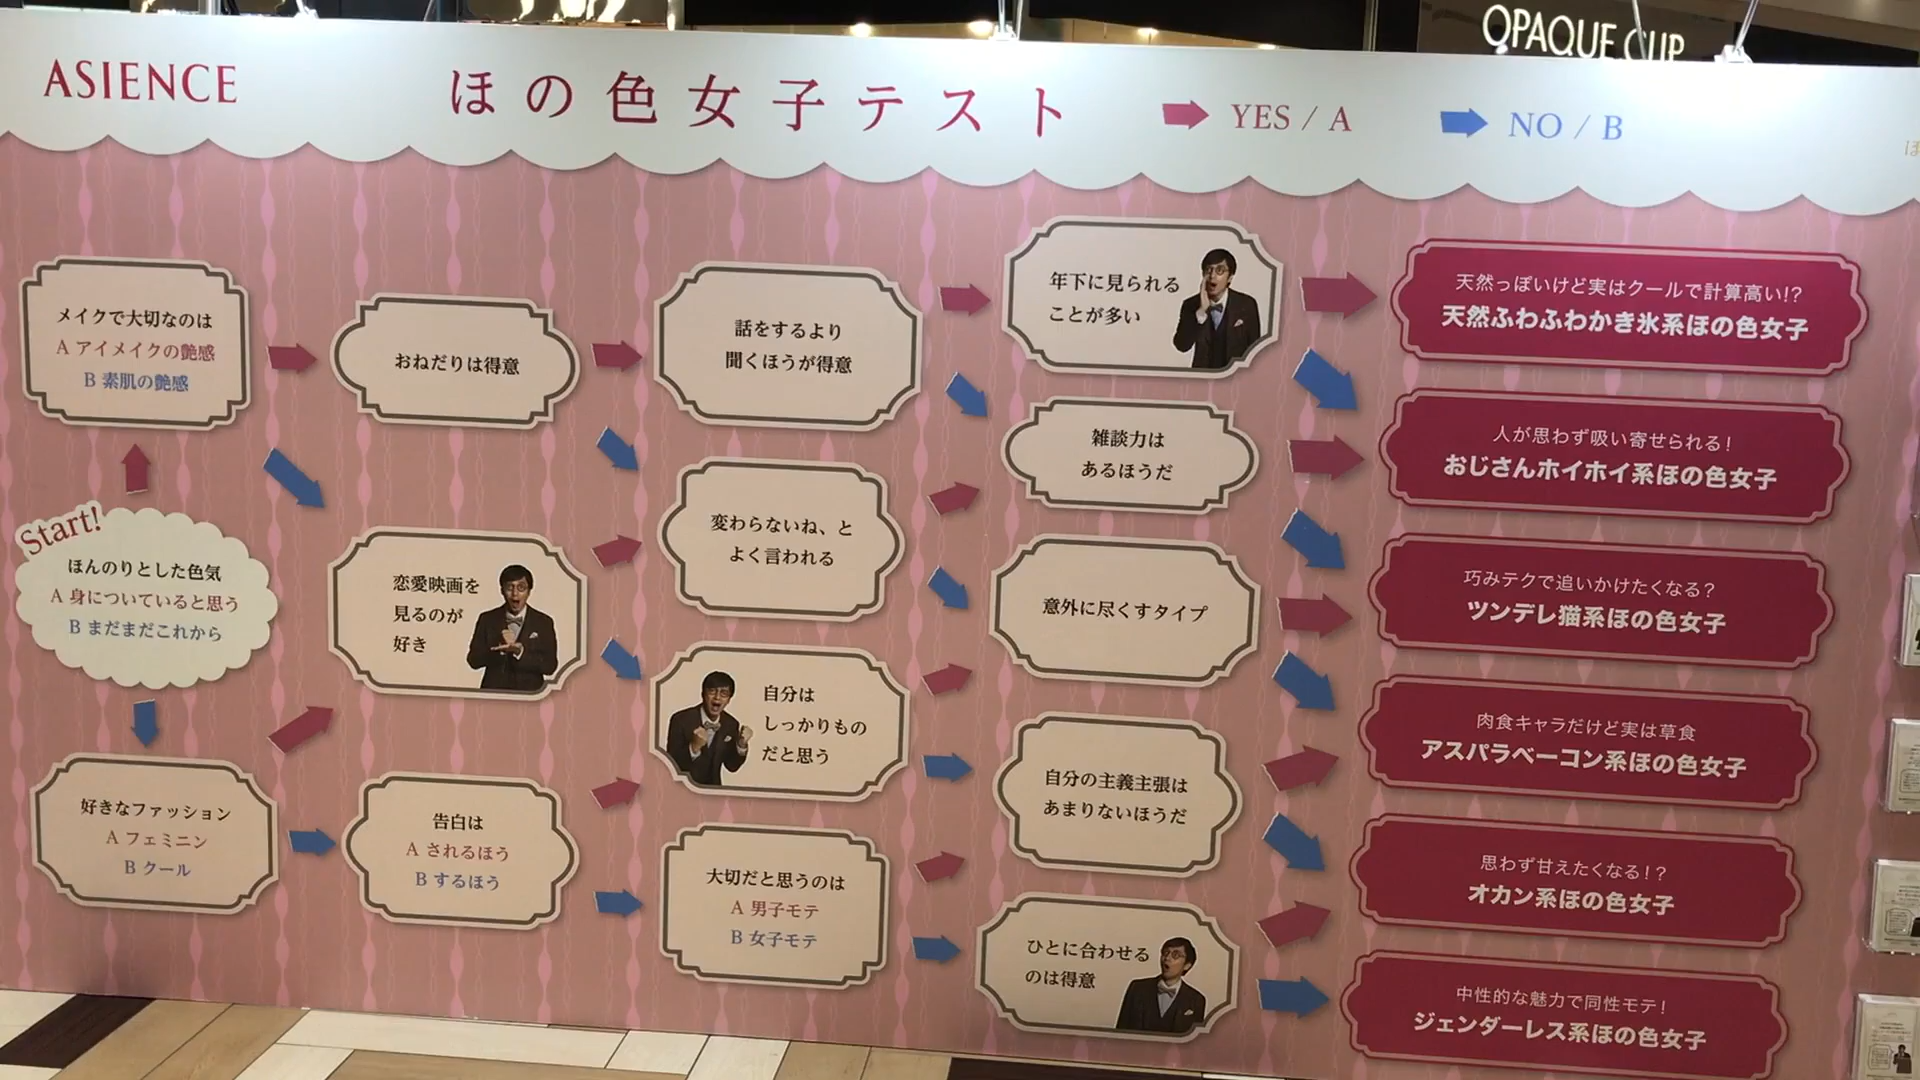 OPAQUE CLIP
ASIENCE
ほの色女子テスト
YES / A
NO / B
メイクで大切なのは
A アイメイクの艶感
B 素肌の艶感
Start!
ほんのりとした色気
A 身についていると思う
B まだまだこれから
好きなファッション
A フェミニン
B クール
おねだりは得意
恋愛映画を
見るのが
好き
告白は
A されるほう
B するほう
話をするより
聞くほうが得意
変わらないね、と
よく言われる
自分は
しっかりもの
だと思う
大切だと思うのは
A 男子モテ
B 女子モテ
年下に見られる
ことが多い
雑談力は
あるほうだ
意外に尽くすタイプ
自分の主義主張は
あまりないほうだ
ひとに合わせる
のは得意
天然っぽいけど実はクールで計算高い!?
天然ふわふわかき氷系ほの色女子
人が思わず吸い寄せられる!
おじさんホイホイ系ほの色女子
巧みテクで追いかけたくなる?
ツンデレ猫系ほの色女子
肉食キャラだけど実は草食
アスパラベーコン系ほの色女子
思わず甘えたくなる!?
オカン系ほの色女子
中性的な魅力で同性モテ!
ジェンダーレス系ほの色女子